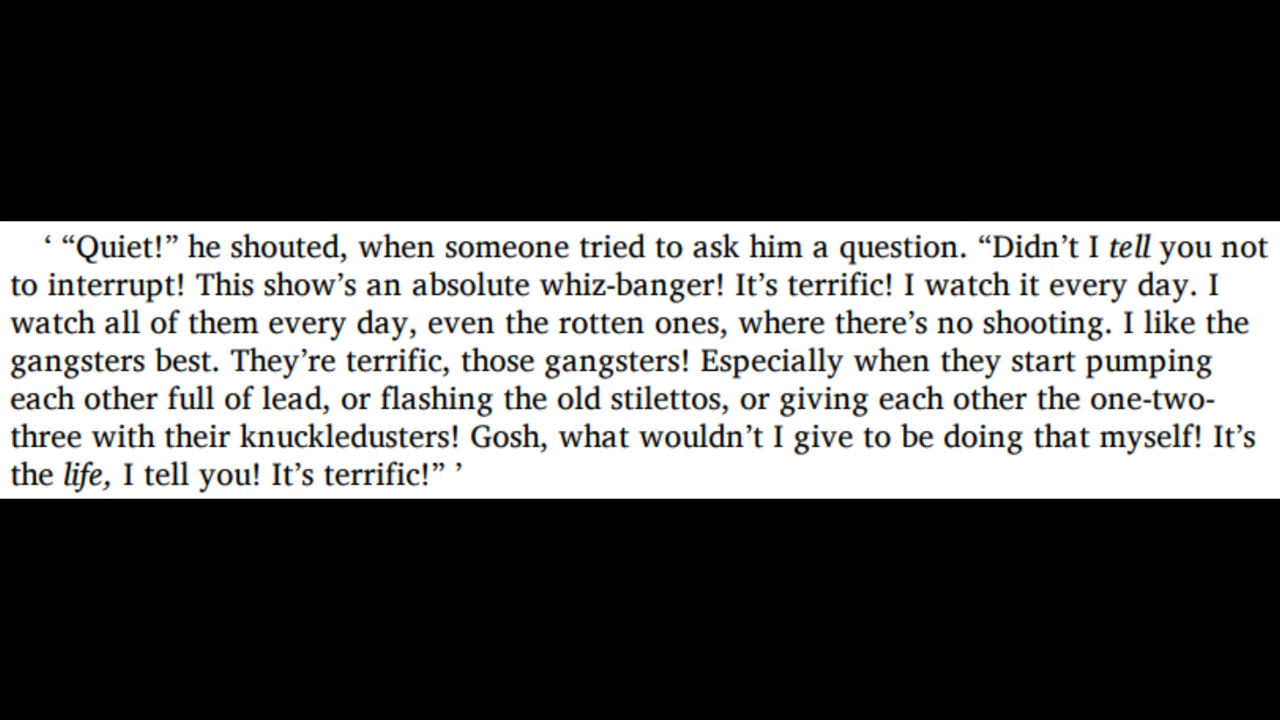 ‘ “Quiet!” he shouted, when someone tried to ask him a question. “Didn’t I tell you not
to interrupt! This show’s an absolute whiz-banger! It’s terrific! I watch it every day. I
watch all of them every day, even the rotten ones, where there’s no shooting. I like the
gangsters best. They’re terrific, those gangsters! Especially when they start pumping
each other full of lead, or flashing the old stilettos, or giving each other the one-two-
three with their knuckledusters! Gosh, what wouldn’t I give to be doing that myself! It’s
the life, I tell you! It’s terrific!” ’